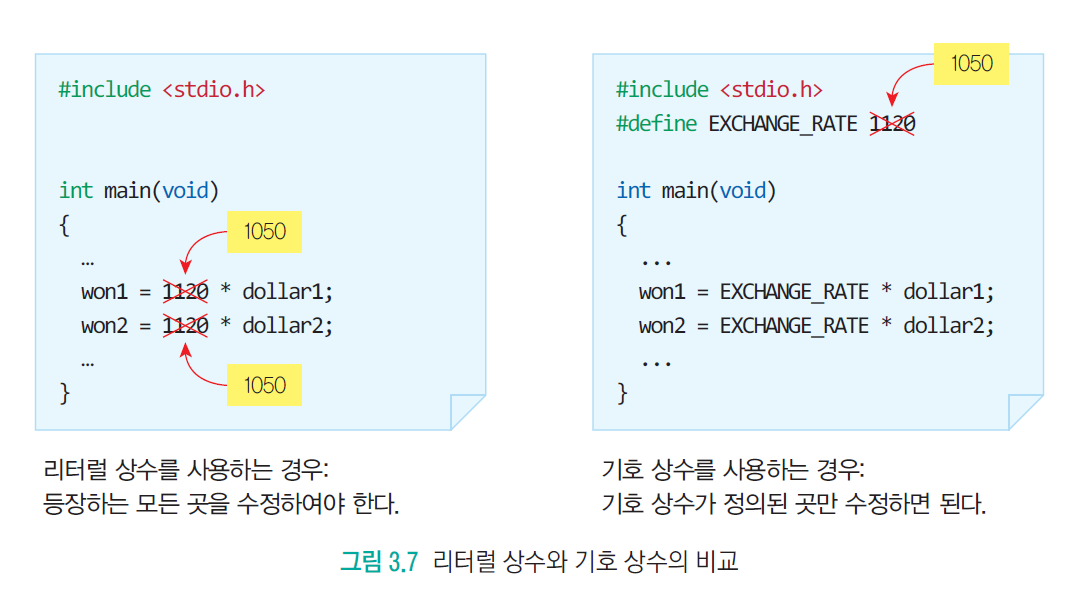 #include <stdio.h>
int main(void)
{
1050
…
won1 = 1120 * dollar1;
won2 = 1120 * dollar2;
…
1050
}
리터럴 상수를 사용하는 경우:
등장하는 모든 곳을 수정하여야 한다.
1050
#include <stdio.h>
#define EXCHANGE_RATE 1120
int main(void)
{
...
won1 = EXCHANGE_RATE * dollar1;
won2 = EXCHANGE_RATE * dollar2;
...
}
기호 상수를 사용하는 경우:
기호 상수가 정의된 곳만 수정하면 된다.
그림 3.7 리터럴 상수와 기호 상수의 비교